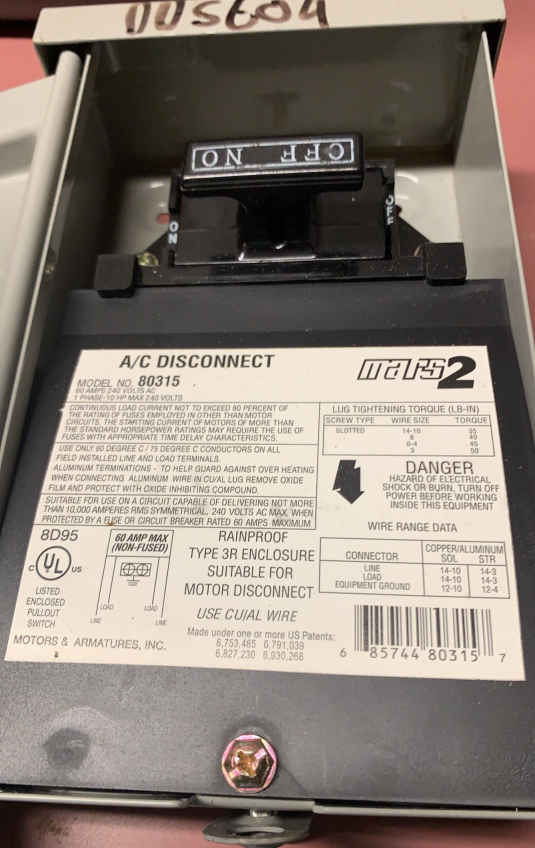 DUS604
OFF ON
ON
OFF
A/C DISCONNECT
MODEL NO. 80315
60 AMPS 240 VOLTS AC
1 PHASE-10 HP MAX 240 VOLTS
mars2
CONTINUOUS LOAD CURRENT NOT TO EXCEED 80 PERCENT OF
THE RATING OF FUSES EMPLOYED IN OTHER THAN MOTOR
CIRCUITS. THE STARTING CURRENT OF MOTORS OF MORE THAN
THE STANDARD HORSEPOWER RATINGS MAY REQUIRE THE USE OF
FUSES WITH APPROPRIATE TIME DELAY CHARACTERISTICS.
USE ONLY 60 DEGREE C / 75 DEGREE C CONDUCTORS ON ALL
FIELD INSTALLED LINE AND LOAD TERMINALS.
ALUMINUM TERMINATIONS - TO HELP GUARD AGAINST OVER HEATING
WHEN CONNECTING ALUMINUM WIRE IN CU/AL LUG REMOVE OXIDE
FILM AND PROTECT WITH OXIDE INHIBITING COMPOUND.
SUITABLE FOR USE ON A CIRCUIT CAPABLE OF DELIVERING NOT MORE
THAN 10,000 AMPERES RMS SYMMETRICAL, 240 VOLTS AC MAX, WHEN
PROTECTED BY A FUSE OR CIRCUIT BREAKER RATED 60 AMPS MAXIMUM
LUG TIGHTENING TORQUE (LB-IN)
SCREW TYPE WIRE SIZE TORQUE
SLOTTED 14-10 35
8 40
6-4 45
3 50
DANGER
HAZARD OF ELECTRICAL
SHOCK OR BURN. TURN OFF
POWER BEFORE WORKING
INSIDE THIS EQUIPMENT
WIRE RANGE DATA
CONNECTOR COPPER/ALUMINUM
SOL STR
LINE 14-10 14-3
LOAD 14-10 14-3
EQUIPMENT GROUND 12-10 12-4
8D95
C UL US
LISTED
ENCLOSED
PULLOUT
SWITCH
60 AMP MAX
(NON-FUSED)
LOAD LOAD
LINE LINE
RAINPROOF
TYPE 3R ENCLOSURE
SUITABLE FOR
MOTOR DISCONNECT
USE CU/AL WIRE
MOTORS & ARMATURES, INC.
Made under one or more US Patents:
6,753,465 6,791,039
6,827,230 6,930,266
6 85744 80315 7